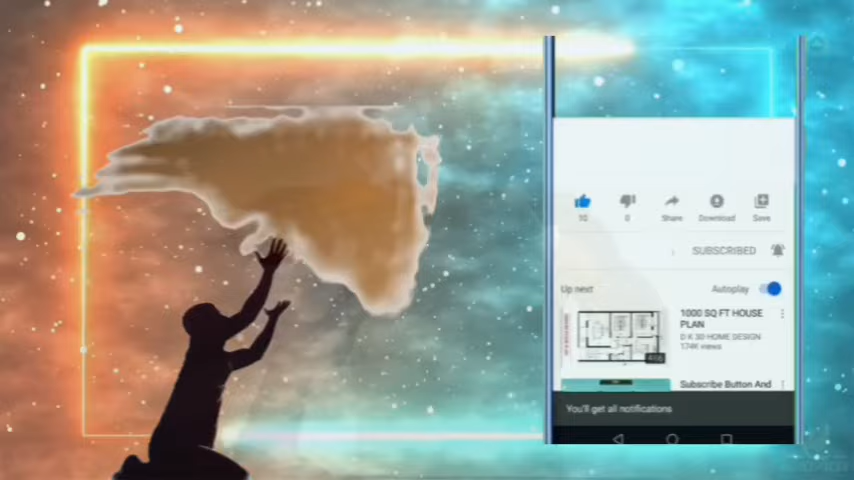 10
0
Share
Download
Save
SUBSCRIBED
Up next
Autoplay
1000 SQ FT HOUSE
PLAN
D K 3D HOME DESIGN
174K views
Subscribe Button And
You'll get all notifications